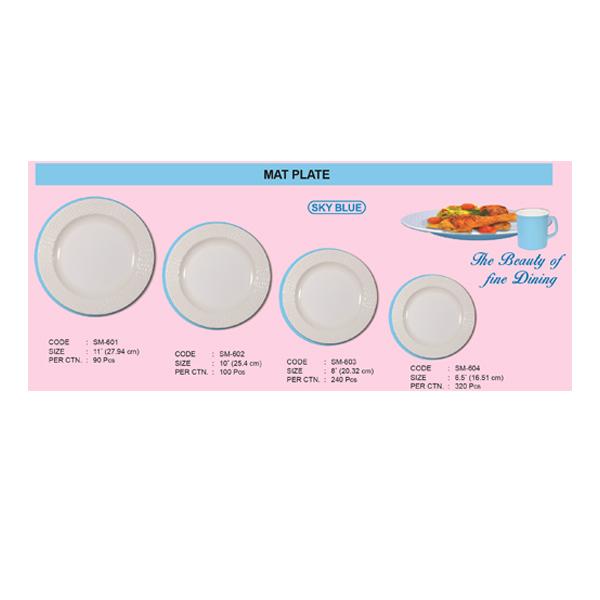 MAT PLATE
SKY BLUE
The Beauty of
fine Dining
CODE : SM-601
SIZE : 11" (27.94 cm)
PER CTN. : 90 Pcs
CODE : SM-602
SIZE : 10" (25.4 cm)
PER CTN. : 100 Pcs
CODE : SM-603
SIZE : 8" (20.32 cm)
PER CTN. : 240 Pcs
CODE : SM-604
SIZE : 6.5" (16.51 cm)
PER CTN. : 320 Pcs